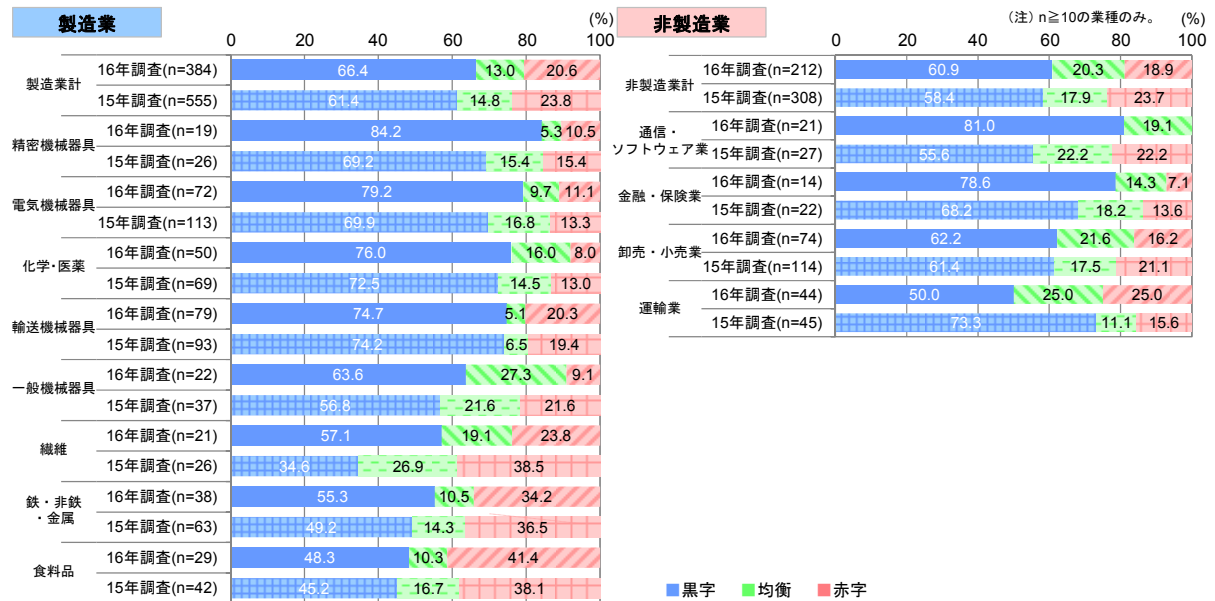 製造業
(%)
0 20 40 60 80 100
製造業計
16年調査(n=384) 66.4 13.0 20.6
15年調査(n=555) 61.4 14.8 23.8
精密機械器具
16年調査(n=19) 84.2 5.3 10.5
15年調査(n=26) 69.2 15.4 15.4
電気機械器具
16年調査(n=72) 79.2 9.7 11.1
15年調査(n=113) 69.9 16.8 13.3
化学・医薬
16年調査(n=50) 76.0 16.0 8.0
15年調査(n=69) 72.5 14.5 13.0
輸送機械器具
16年調査(n=79) 74.7 5.1 20.3
15年調査(n=93) 74.2 6.5 19.4
一般機械器具
16年調査(n=22) 63.6 27.3 9.1
15年調査(n=37) 56.8 21.6 21.6
繊維
16年調査(n=21) 57.1 19.1 23.8
15年調査(n=26) 34.6 26.9 38.5
鉄・非鉄
・金属
16年調査(n=38) 55.3 10.5 34.2
15年調査(n=63) 49.2 14.3 36.5
食料品
16年調査(n=29) 48.3 10.3 41.4
15年調査(n=42) 45.2 16.7 38.1
非製造業
(注) n≧10の業種のみ。
(%)
0 20 40 60 80 100
非製造業計
16年調査(n=212) 60.9 20.3 18.9
15年調査(n=308) 58.4 17.9 23.7
通信・
ソフトウェア業
16年調査(n=21) 81.0 19.1
15年調査(n=27) 55.6 22.2 22.2
金融・保険業
16年調査(n=14) 78.6 14.3 7.1
15年調査(n=22) 68.2 18.2 13.6
卸売・小売業
16年調査(n=74) 62.2 21.6 16.2
15年調査(n=114) 61.4 17.5 21.1
運輸業
16年調査(n=44) 50.0 25.0 25.0
15年調査(n=45) 73.3 11.1 15.6
黒字 均衡 赤字